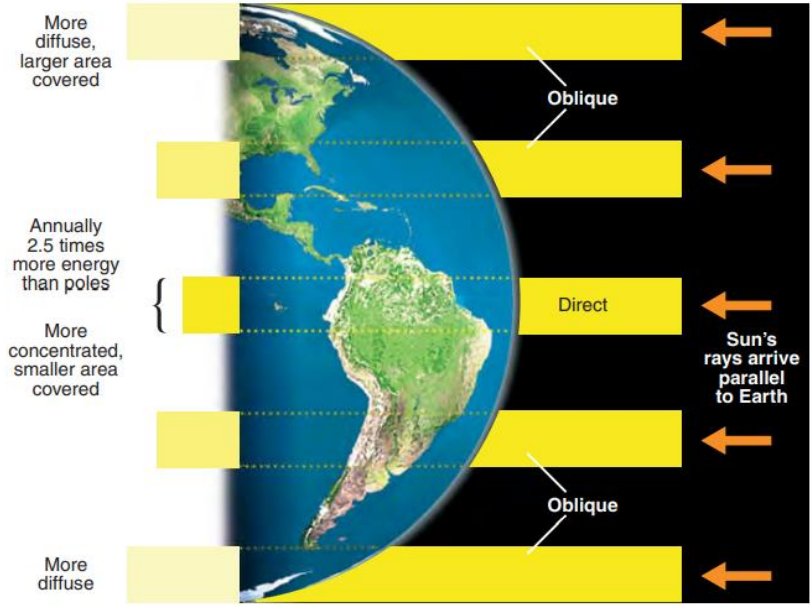 More
diffuse,
larger area
covered
Oblique
Annually
2.5 times
more energy
than poles
More
concentrated,
smaller area
covered
Direct
Sun's
rays arrive
parallel
to Earth
Oblique
More
diffuse